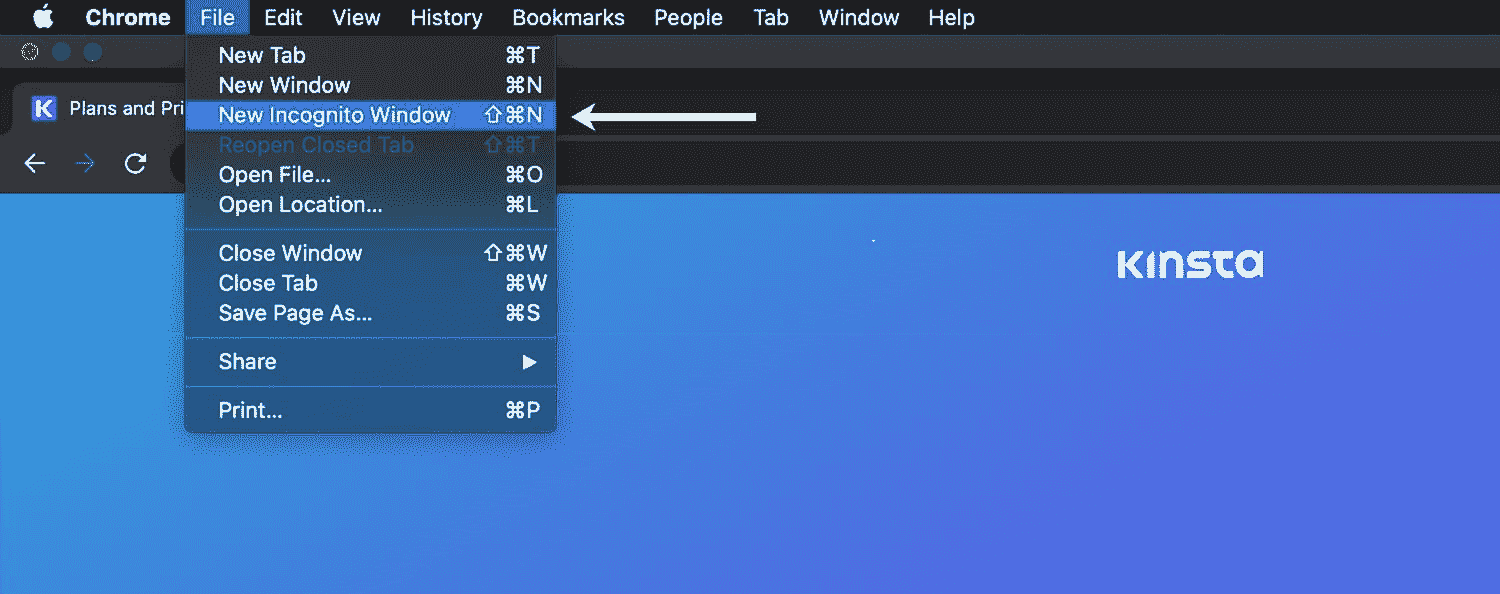 Chrome File Edit View History Bookmarks People Tab Window Help
New Tab ⌘T
New Window ⌘N
K Plans and Pri
New Incognito Window ⇧⌘N
Reopen Closed Tab ⇧⌘T
Open File... ⌘O
Open Location... ⌘L
Close Window ⇧⌘W
Close Tab ⌘W
Save Page As... ⌘S
Share ▶
Print... ⌘P
KINSTA